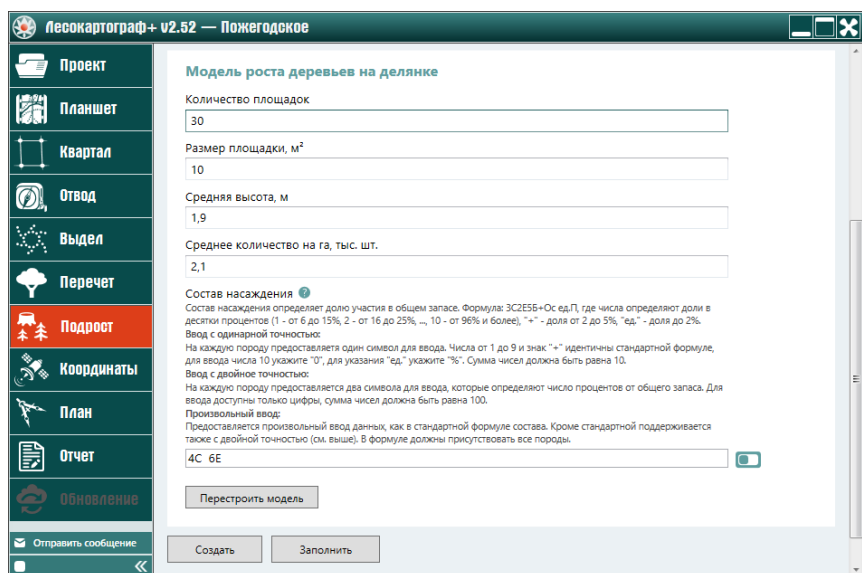 Лесокартограф+ v2.52 — Пожегодское
Проект
Планшет
Квартал
Отвод
Выдел
Перечет
Подрост
Координаты
План
Отчет
Обновление
Отправить сообщение
Модель роста деревьев на делянке
Количество площадок
30
Размер площадки, м²
10
Средняя высота, м
1,9
Среднее количество на га, тыс. шт.
2,1
Состав насаждения ?
Состав насаждения определяет долю участия в общем запасе. Формула: 3С2Е5Б+Ос ед.П, где числа определяют доли в
десятки процентов (1 - от 6 до 15%, 2 - от 16 до 25%, ..., 10 - от 96% и более), "+" - доля от 2 до 5%, "ед." - доля до 2%.
Ввод с одинарной точностью:
На каждую породу предоставляетя один символ для ввода. Числа от 1 до 9 и знак "+" идентичны стандартной формуле,
для ввода числа 10 укажите "0", для указания "ед." укажите "%". Сумма чисел должна быть равна 10.
Ввод с двойное точностью:
На каждую породу предоставляется два символа для ввода, которые определяют число процентов от общего запаса. Для
ввода доступны только цифры, сумма чисел должна быть равна 100.
Произвольный ввод:
Предоставляется произвольный ввод данных, как в стандартной формуле состава. Кроме стандартной поддерживается
также с двойной точностью (см. выше). В формуле должны присутствовать все породы.
4С 6Е
Перестроить модель
Создать
Заполнить